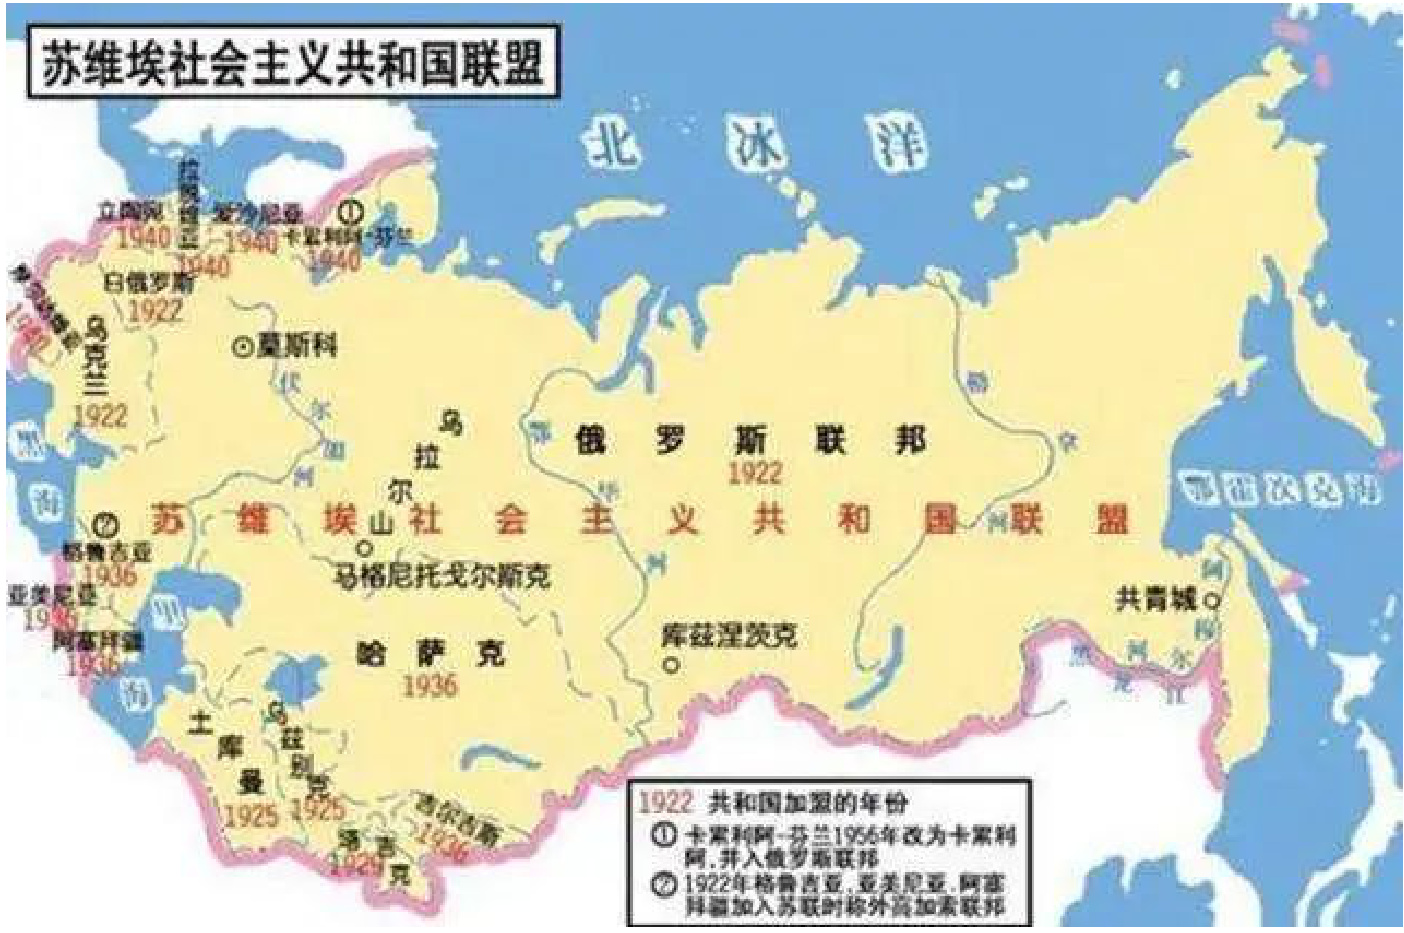 苏维埃社会主义共和国联盟
北冰洋
拉脱维亚
1940
立陶宛
1940
爱沙尼亚
1940
①
卡累利阿-芬兰
1940
白俄罗斯
1922
乌克兰
1922
莫斯科
伏尔加河
乌拉尔山
鄂毕河
勒拿河
俄罗斯联邦
1922
苏维埃社会主义共和国联盟
黑海
鄂霍次克海
②
格鲁吉亚
1936
亚美尼亚
1936
阿塞拜疆
1936
里海
马格尼托戈尔斯克
哈萨克
1936
库兹涅茨克
共青城
阿穆尔河
黑龙江
土库曼
1925
乌兹别克
1925
塔吉克
1929
吉尔吉斯
1936
1922 共和国加盟的年份
① 卡累利阿-芬兰1956年改为卡累利
阿.并入俄罗斯联邦
② 1922年格鲁吉亚.亚美尼亚.阿塞
拜疆加入苏联时称外高加索联邦